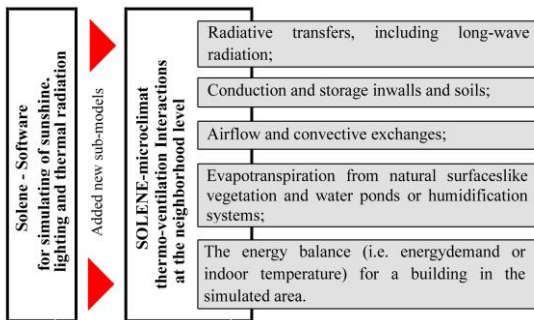 Solene - Software
for simulating of sunshine.
lighting and thermal radiation
Added new sub-models
SOLENE-microclimat
thermo-ventilation Interactions
at the neighborhood level
Radiative transfers, including long-wave
radiation;
Conduction and storage inwalls and soils;
Airflow and convective exchanges;
Evapotranspiration from natural surfaceslike
vegetation and water ponds or humidification
systems;
The energy balance (i.e. energydemand or
indoor temperature) for a building in the
simulated area.